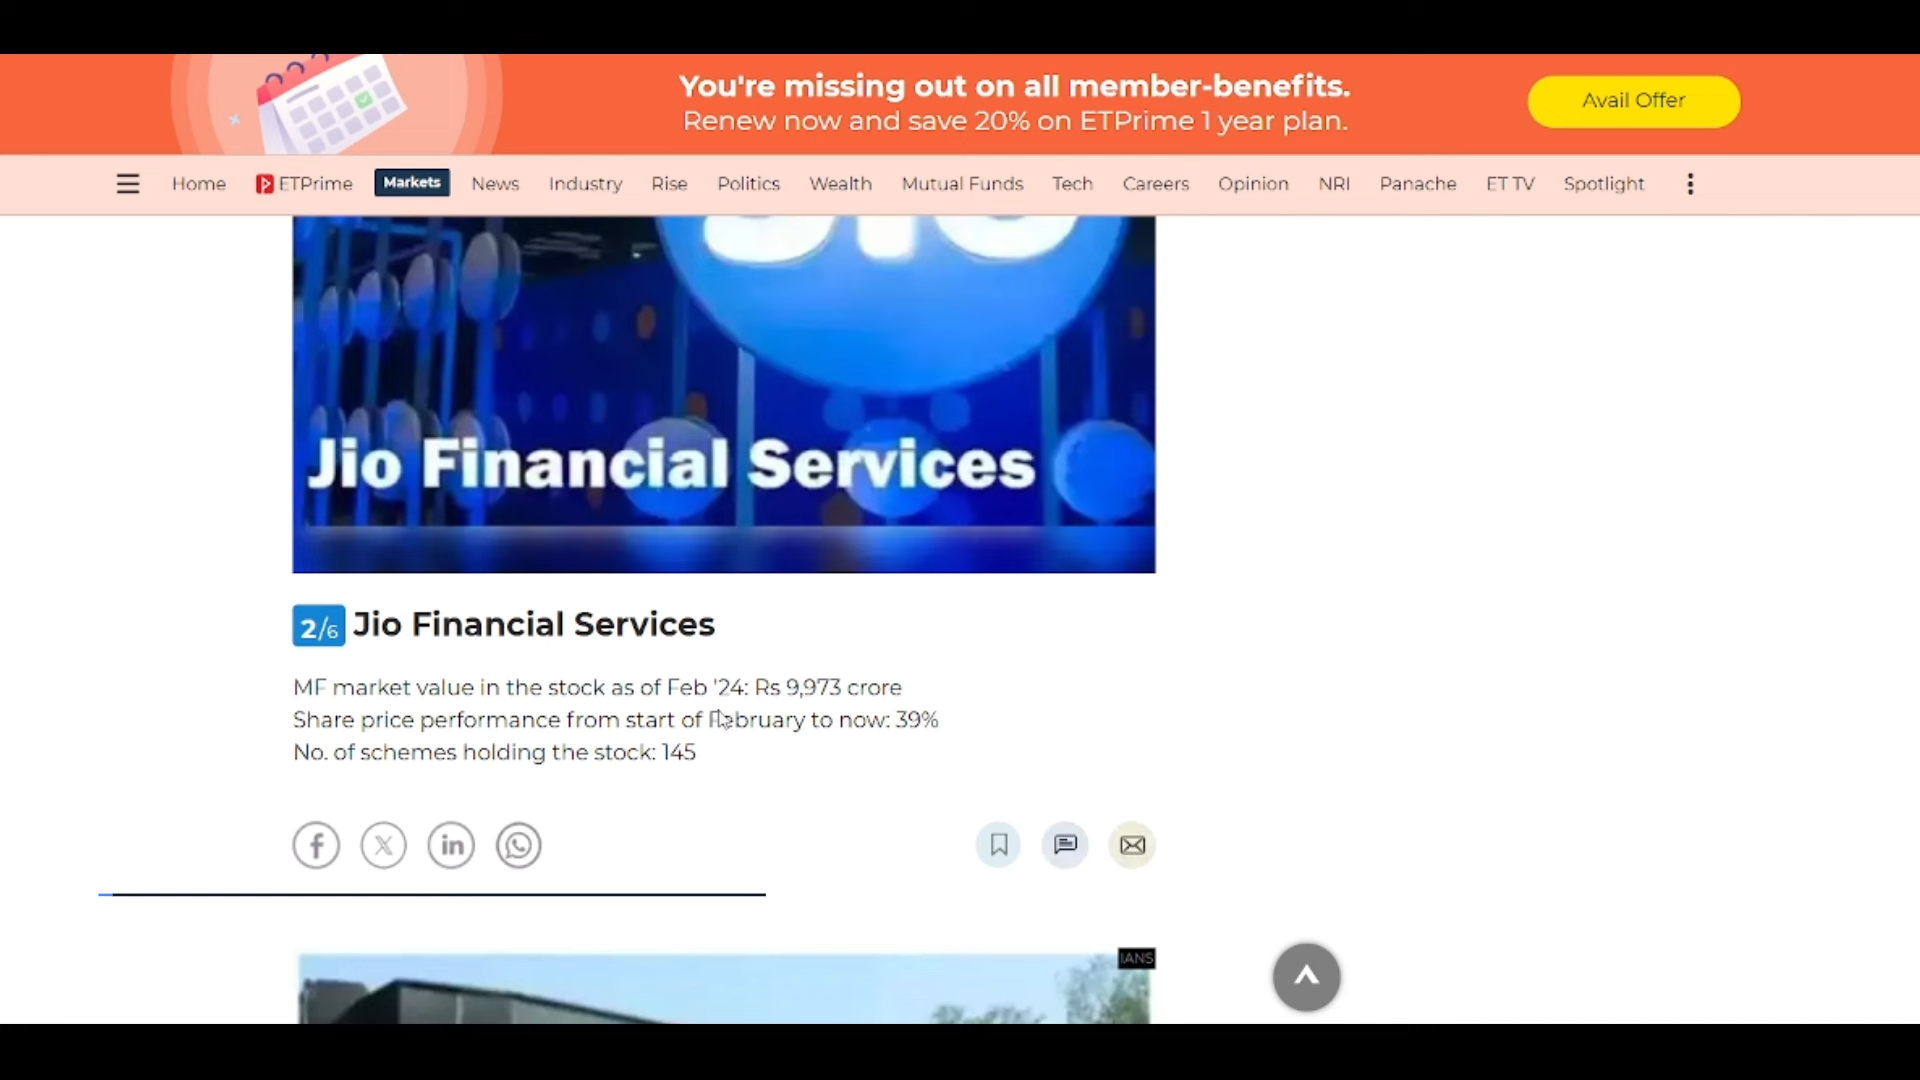 You're missing out on all member-benefits.
Renew now and save 20% on ETPrime 1 year plan.
Avail Offer
Home ETPrime Markets News Industry Rise Politics Wealth Mutual Funds Tech Careers Opinion NRI Panache ET TV Spotlight
Jio
Jio Financial Services
2/6 Jio Financial Services
MF market value in the stock as of Feb '24: Rs 9,973 crore
Share price performance from start of February to now: 39%
No. of schemes holding the stock: 145
IANS